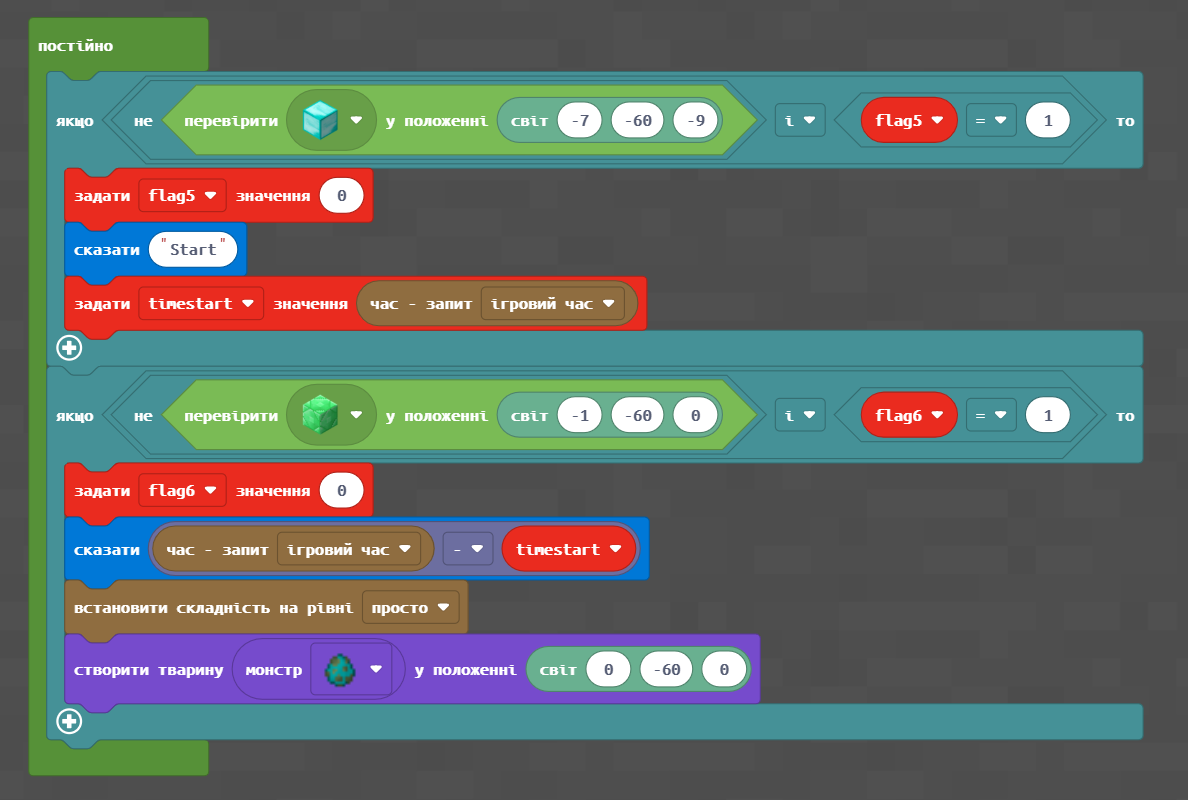 постійно
якщо не перевірити у положенні світ -7 -60 -9 і flag5 = 1 то
задати flag5 значення 0
сказати "Start"
задати timestart значення час - запит ігровий час
якщо не перевірити у положенні світ -1 -60 0 і flag6 = 1 то
задати flag6 значення 0
сказати час - запит ігровий час - timestart
встановити складність на рівні просто
створити тварину монстр у положенні світ 0 -60 0